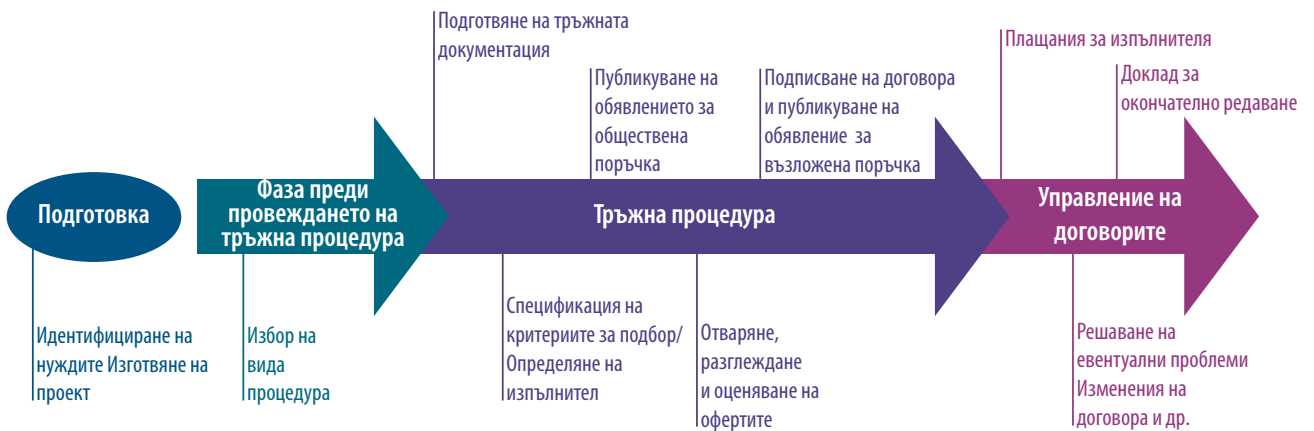 Подготвяне на тръжната
документация
Публикуване на
обявлението за
обществена
поръчка
Подписване на договора
и публикуване на
обявление за
възложена поръчка
Плащания за изпълнителя
Доклад за
окончателно редаване
Подготовка
Фаза преди
провеждането на
тръжна процедура
Тръжна процедура
Управление на
договорите
Идентифициране на
нуждите Изготвяне на
проект
Избор на
вида
процедура
Спецификация на
критериите за подбор/
Определяне на
изпълнител
Отваряне,
разглеждане
и оценяване на
офертите
Решаване на
евентуални проблеми
Изменения на
договора и др.